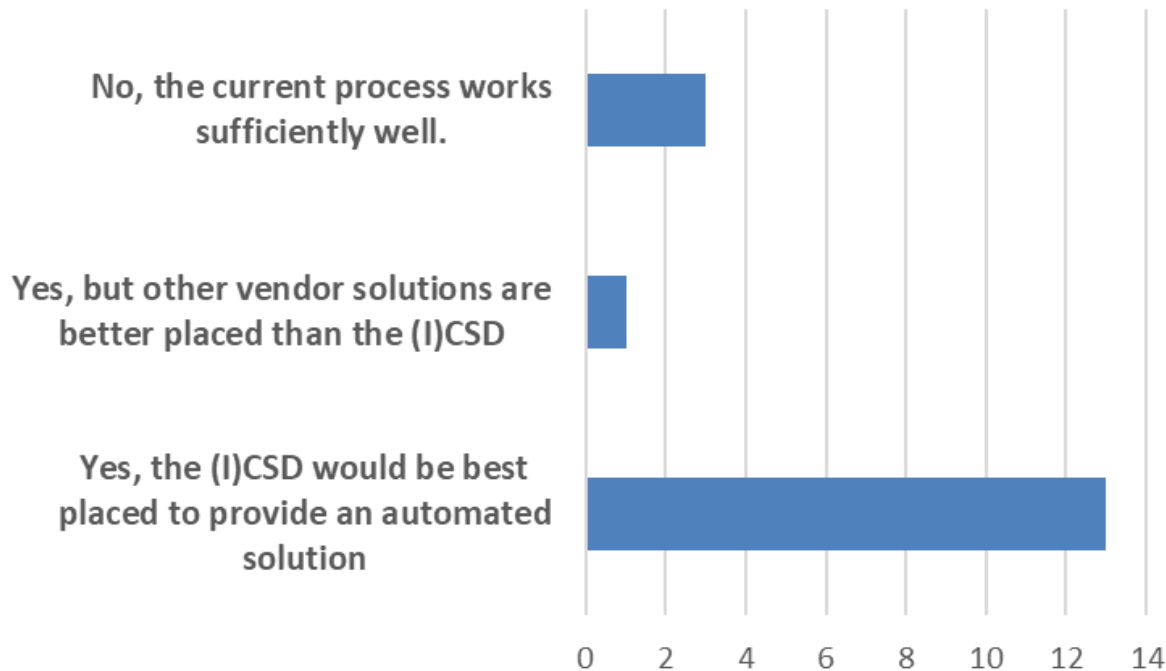 No, the current process works
sufficiently well.
Yes, but other vendor solutions are
better placed than the (I)CSD
Yes, the (I)CSD would be best
placed to provide an automated
solution
0 2 4 6 8 10 12 14